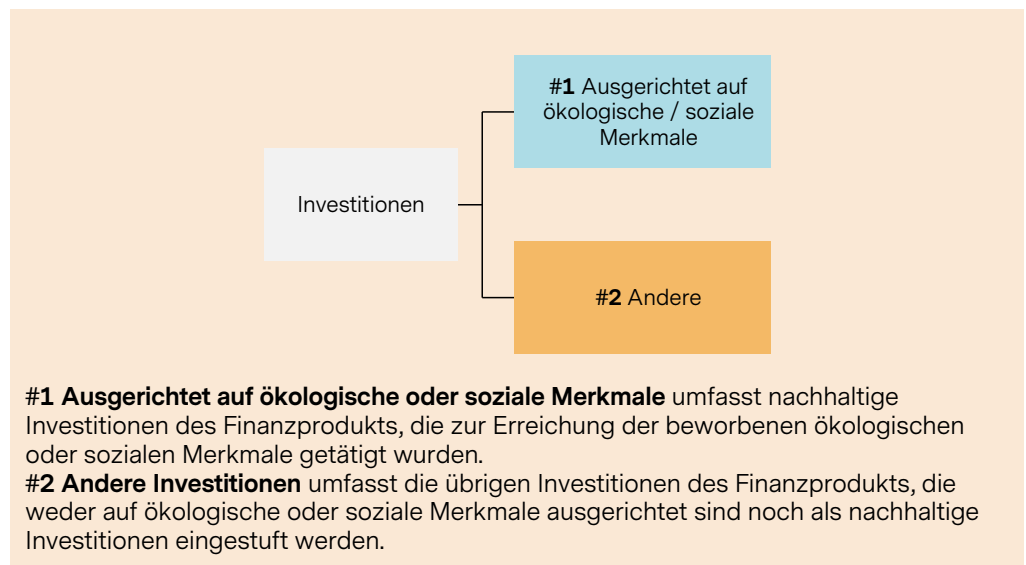 #1 Ausgerichtet auf
ökologische / soziale
Merkmale
Investitionen
#2 Andere
#1 Ausgerichtet auf ökologische oder soziale Merkmale umfasst nachhaltige
Investitionen des Finanzprodukts, die zur Erreichung der beworbenen ökologischen
oder sozialen Merkmale getätigt wurden.
#2 Andere Investitionen umfasst die übrigen Investitionen des Finanzprodukts, die
weder auf ökologische oder soziale Merkmale ausgerichtet sind noch als nachhaltige
Investitionen eingestuft werden.